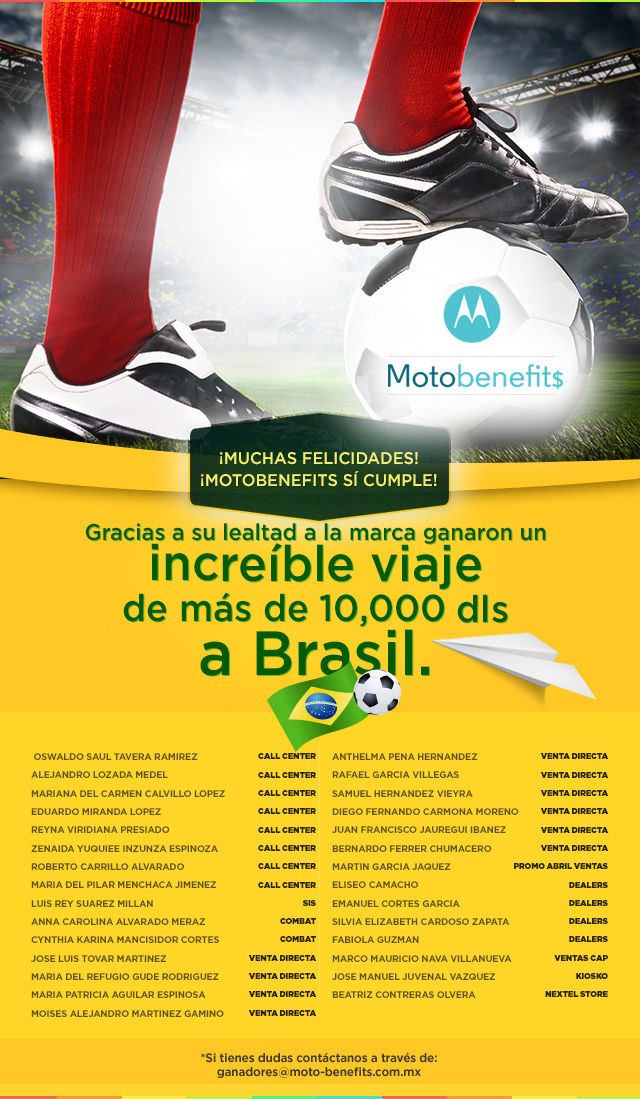 Motobenefit$
¡MUCHAS FELICIDADES!
¡MOTOBENEFITS SÍ CUMPLE!
Gracias a su lealtad a la marca ganaron un
increíble viaje
de más de 10,000 dls
a Brasil.
OSWALDO SAUL TAVERA RAMIREZ CALL CENTER
ALEJANDRO LOZADA MEDEL CALL CENTER
MARIANA DEL CARMEN CALVILLO LOPEZ CALL CENTER
EDUARDO MIRANDA LOPEZ CALL CENTER
REYNA VIRIDIANA PRESIADO CALL CENTER
ZENAIDA YUQUIEE INZUNZA ESPINOZA CALL CENTER
ROBERTO CARRILLO ALVARADO CALL CENTER
MARIA DEL PILAR MENCHACA JIMENEZ CALL CENTER
LUIS REY SUAREZ MILLAN SIS
ANNA CAROLINA ALVARADO MERAZ COMBAT
CYNTHIA KARINA MANCISIDOR CORTES COMBAT
JOSE LUIS TOVAR MARTINEZ VENTA DIRECTA
MARIA DEL REFUGIO GUDE RODRIGUEZ VENTA DIRECTA
MARIA PATRICIA AGUILAR ESPINOSA VENTA DIRECTA
MOISES ALEJANDRO MARTINEZ GAMINO VENTA DIRECTA
ANTHELMA PENA HERNANDEZ VENTA DIRECTA
RAFAEL GARCIA VILLEGAS VENTA DIRECTA
SAMUEL HERNANDEZ VIEYRA VENTA DIRECTA
DIEGO FERNANDO CARMONA MORENO VENTA DIRECTA
JUAN FRANCISCO JAUREGUI IBANEZ VENTA DIRECTA
BERNARDO FERRER CHUMACERO VENTA DIRECTA
MARTIN GARCIA JAQUEZ PROMO ABRIL VENTAS
ELISEO CAMACHO DEALERS
EMANUEL CORTES GARCIA DEALERS
SILVIA ELIZABETH CARDOSO ZAPATA DEALERS
FABIOLA GUZMAN DEALERS
MARCO MAURICIO NAVA VILLANUEVA VENTAS CAP
JOSE MANUEL JUVENAL VAZQUEZ KIOSKO
BEATRIZ CONTRERAS OLVERA NEXTEL STORE
*Si tienes dudas contáctanos a través de:
ganadores@moto-benefits.com.mx